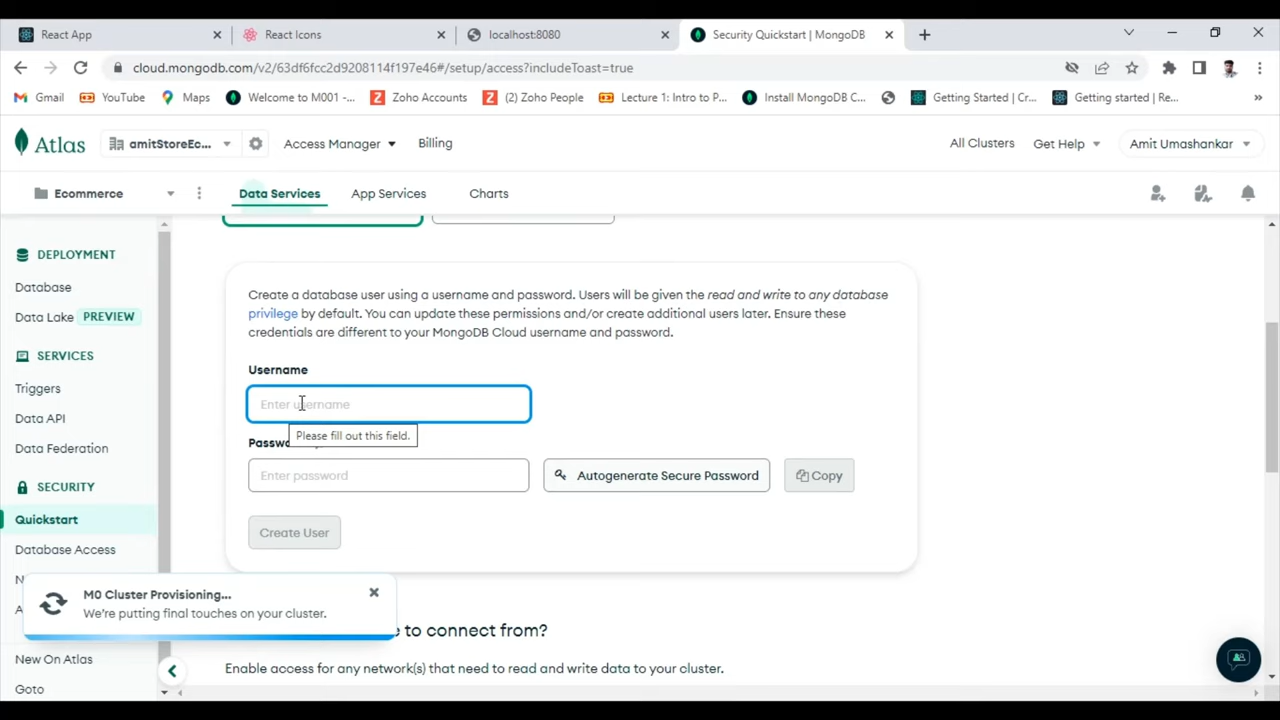 React App
React Icons
localhost:8080
Security Quickstart | MongoDB
cloud.mongodb.com/v2/63df6fcc2d9208114f197e46#/setup/access?includeToast=true
Gmail
YouTube
Maps
Welcome to M001 -...
Zoho Accounts
(2) Zoho People
Lecture 1: Intro to P...
Install MongoDB C...
Getting Started | Cr...
Getting started | Re...
»
Atlas
amitStoreEc...
Access Manager
Billing
All Clusters
Get Help
Amit Umashankar
Ecommerce
Data Services
App Services
Charts
DEPLOYMENT
Database
Data Lake PREVIEW
SERVICES
Triggers
Data API
Data Federation
SECURITY
Quickstart
Database Access
N
A
New On Atlas
Goto
Create a database user using a username and password. Users will be given the read and write to any database
privilege by default. You can update these permissions and/or create additional users later. Ensure these
credentials are different to your MongoDB Cloud username and password.
Username
Enter username
Please fill out this field.
Passwo
Enter password
Autogenerate Secure Password
Copy
Create User
M0 Cluster Provisioning...
We're putting final touches on your cluster.
e to connect from?
Enable access for any network(s) that need to read and write data to your cluster.